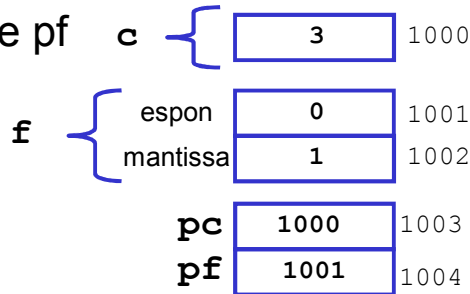 e pf c 3 1000
espon 0 1001
f
mantissa 1 1002
pc 1000 1003
pf 1001 1004